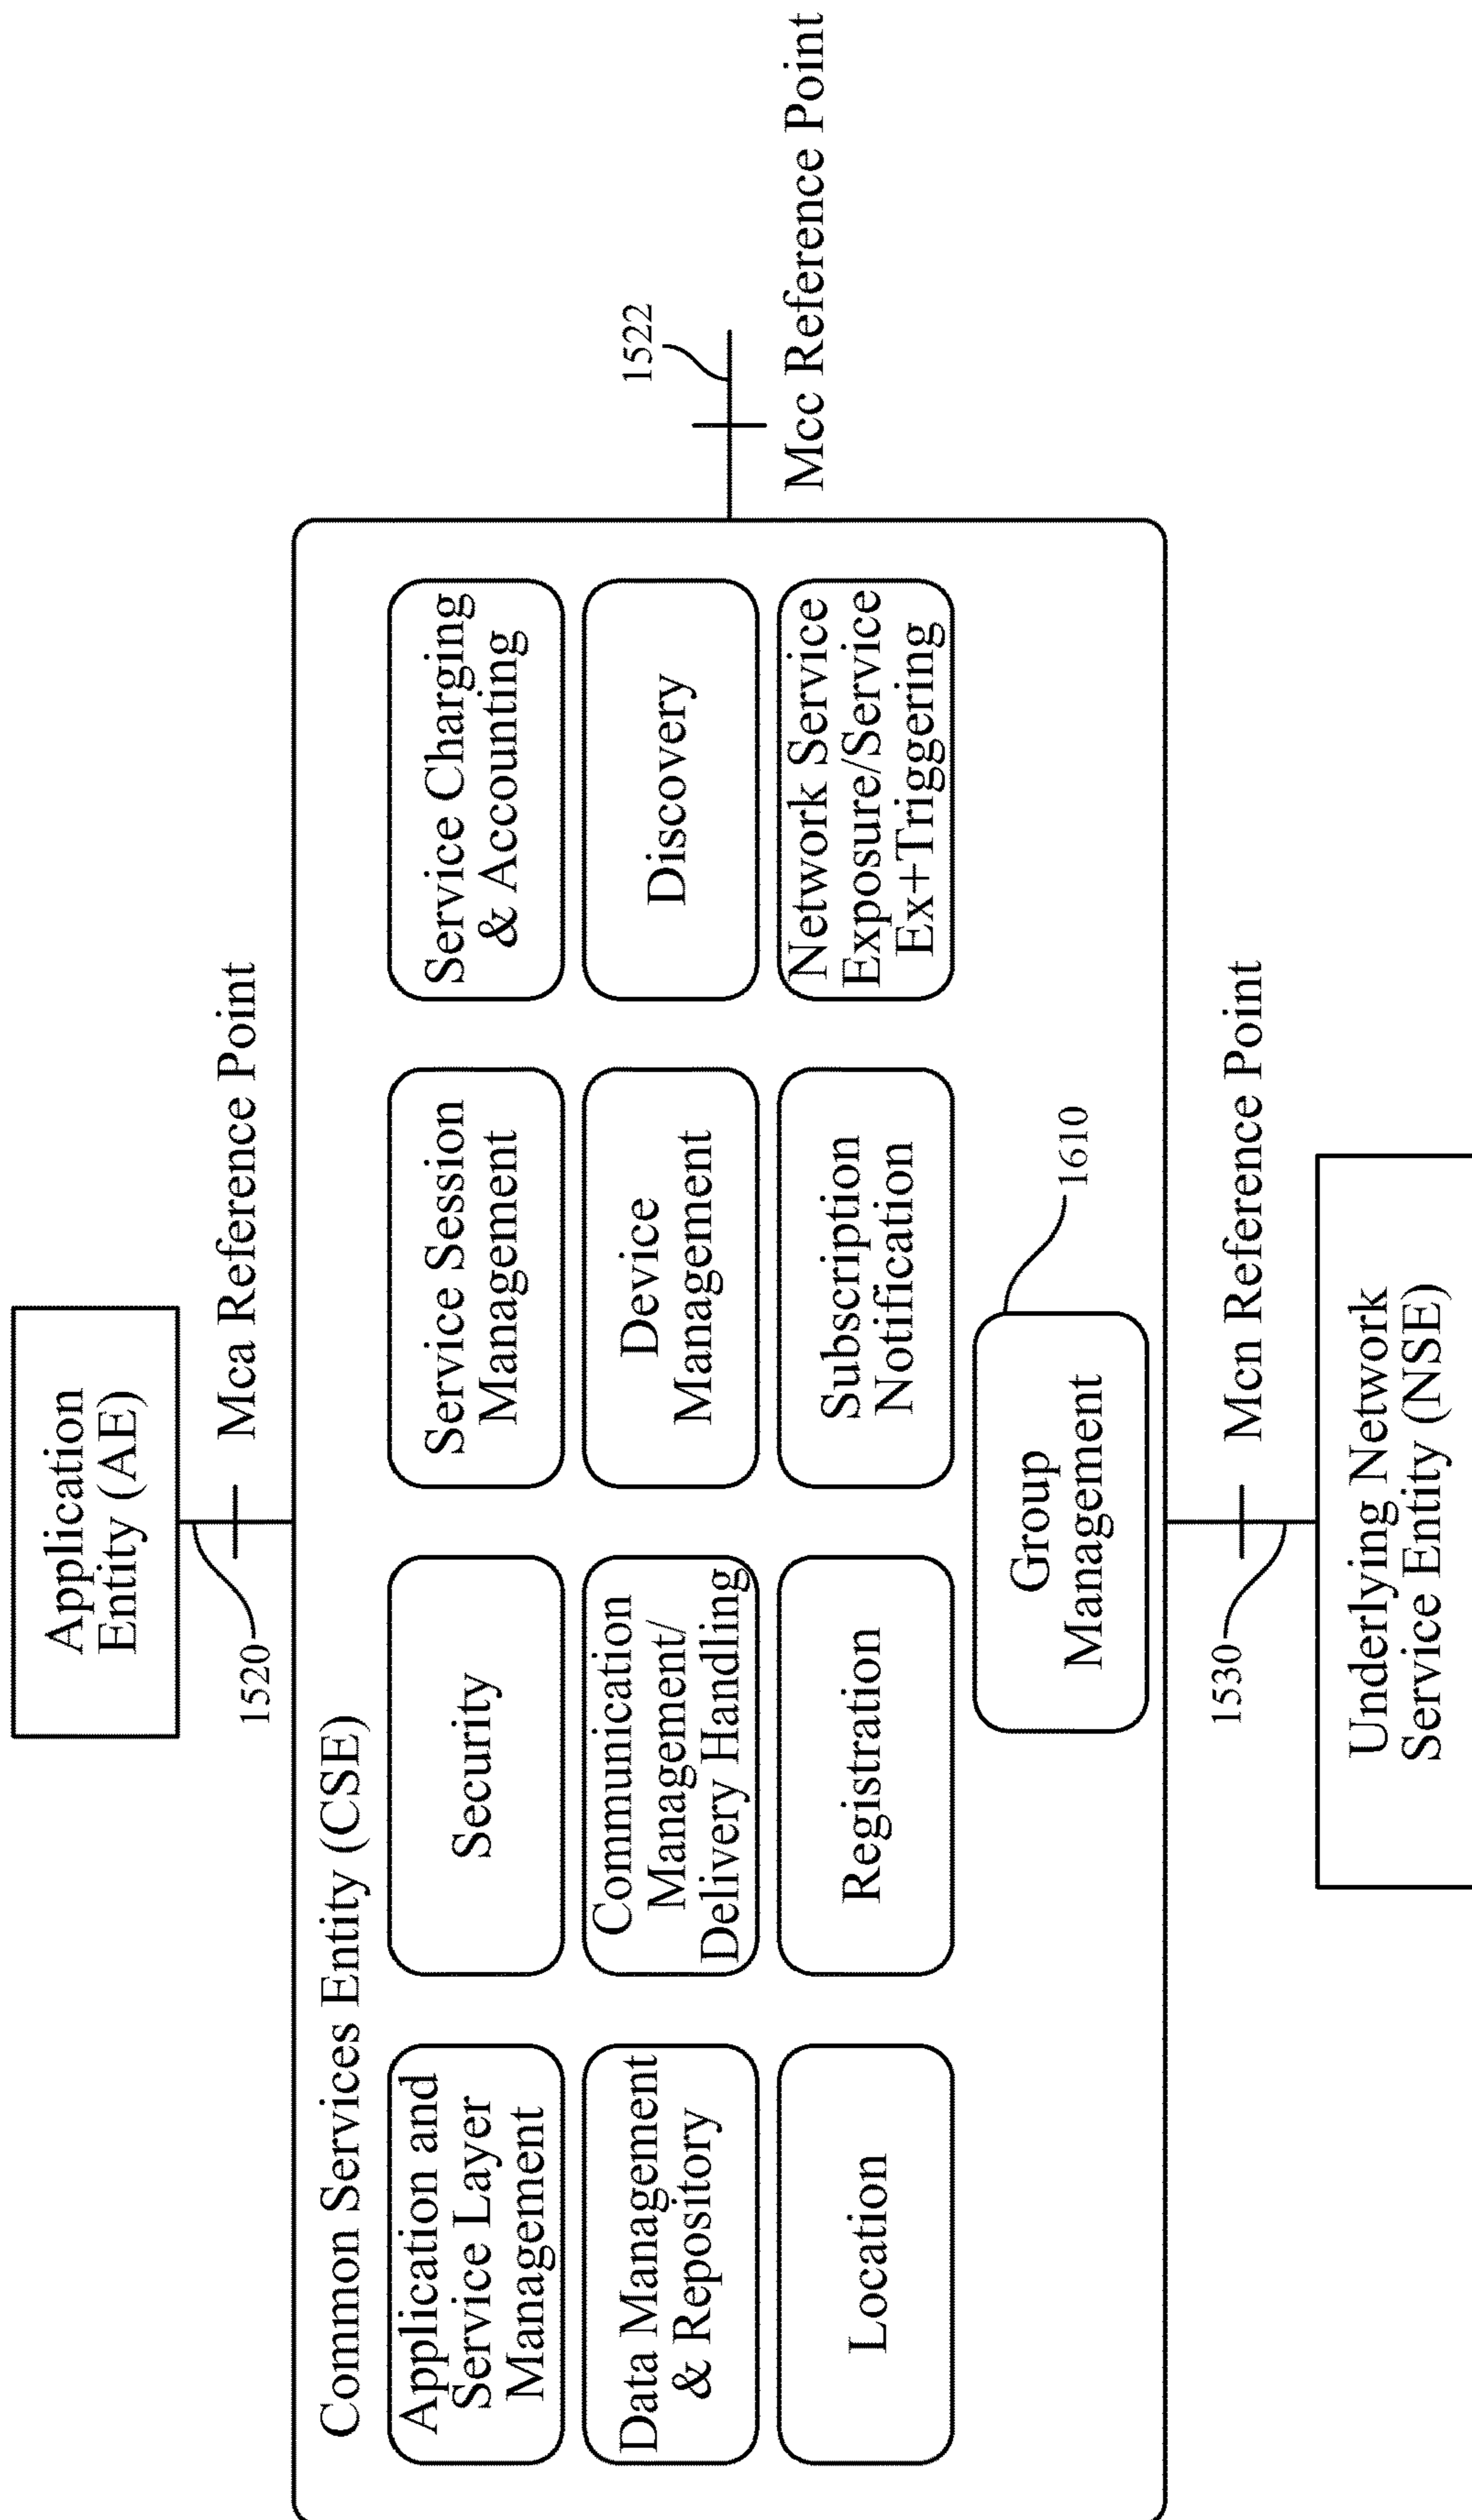 Application
Entity (AE)
1520
Mca Reference Point
Common Services Entity (CSE)
Application and
Service Layer
Management
Security
Service Session
Management
Service Charging
& Accounting
Data Management
& Repository
Communication
Management/
Delivery Handling
Device
Management
Discovery
Location
Registration
Subscription
Notification
Network Service
Exposure/Service
Ex+Triggering
Group
Management
1610
1522
Mcc Reference Point
1530
Mcn Reference Point
Underlying Network
Service Entity (NSE)